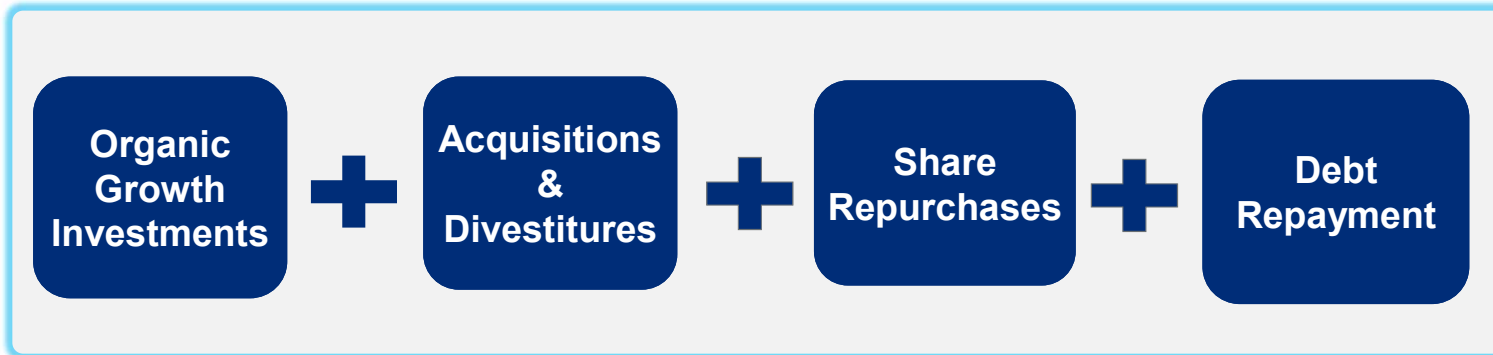 Organic
Growth
Investments
Acquisitions
&
Divestitures
Share
Repurchases
Debt
Repayment